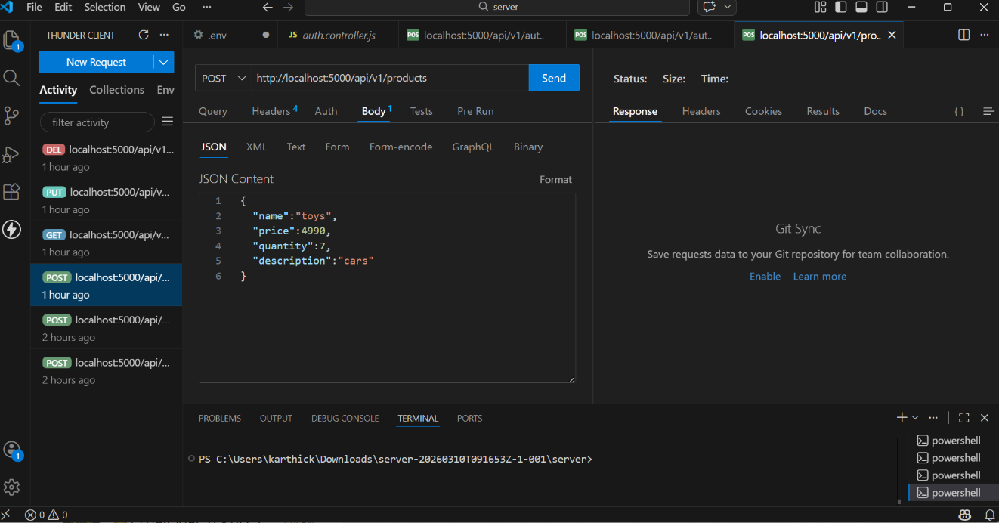 File Edit Selection View Go ··· server
THUNDER CLIENT ···
New Request
Activity Collections Env
filter activity
DEL localhost:5000/api/v1...
1 hour ago
PUT localhost:5000/api/v...
1 hour ago
GET localhost:5000/api/v...
1 hour ago
POST localhost:5000/api/...
1 hour ago
POST localhost:5000/api/...
2 hours ago
POST localhost:5000/api/...
2 hours ago
1
1
.env
JS auth.controller.js
POS localhost:5000/api/v1/aut..
POS localhost:5000/api/v1/aut..
POS localhost:5000/api/v1/pro..
POST http://localhost:5000/api/v1/products Send
Query Headers 4 Auth Body 1 Tests Pre Run
JSON XML Text Form Form-encode GraphQL Binary
JSON Content Format
1 {
2 "name":"toys",
3 "price":4990,
4 "quantity":7,
5 "description":"cars"
6 }
Status: Size: Time:
Response Headers Cookies Results Docs { }
Git Sync
Save requests data to your Git repository for team collaboration.
Enable Learn more
PROBLEMS OUTPUT DEBUG CONSOLE TERMINAL PORTS
PS C:\Users\karthick\Downloads\server-20260310T091653Z-1-001\server>
powershell
powershell
powershell
powershell
0 0